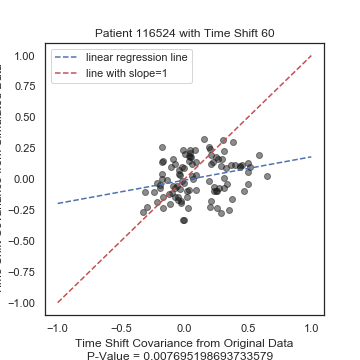 Patient 116524 with Time Shift 60
linear regression line
line with slope=1
1.00
0.75
0.50
0.25
0.00
−0.25
−0.50
−0.75
−1.00
−1.0 −0.5 0.0 0.5 1.0
Time Shift Covariance from Original Data
P-Value = 0.007695198693733579